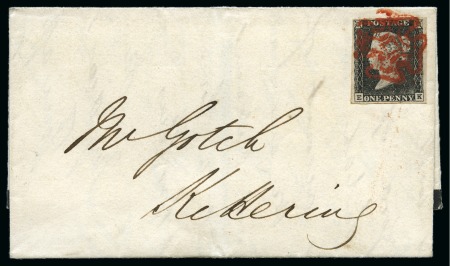 POSTAGE
E K
ONE PENNY
Mr Gotch
Kettering